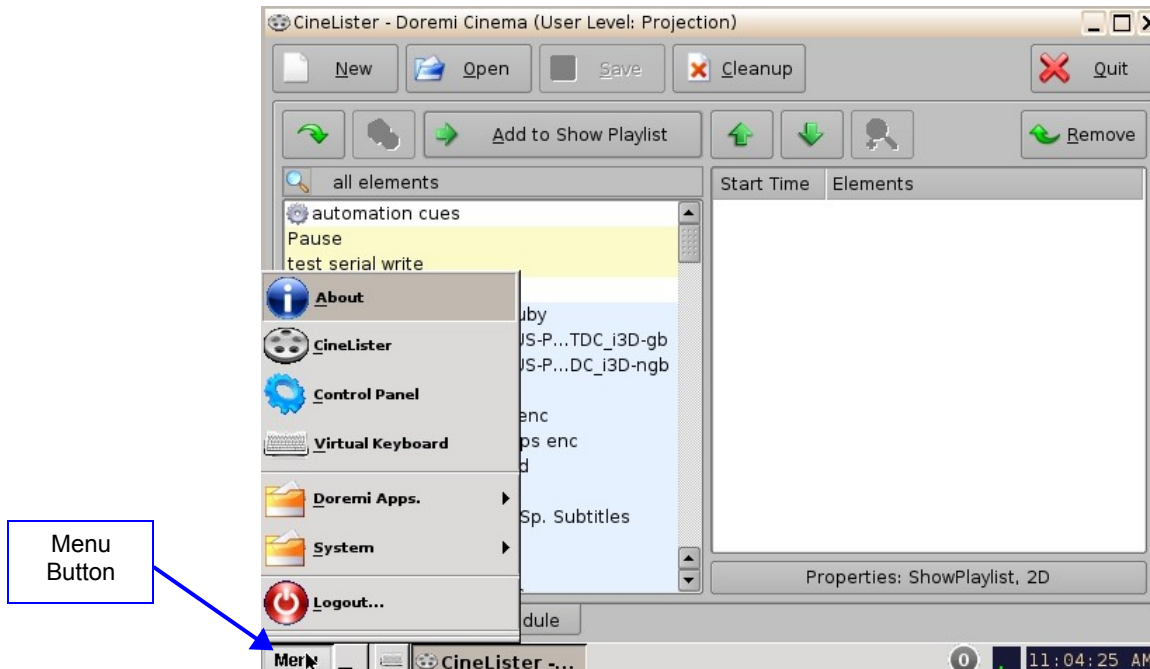 CineLister - Doremi Cinema (User Level: Projection)
New
Open
Save
Cleanup
Quit
Add to Show Playlist
Remove
all elements
Start Time
Elements
automation cues
Pause
test serial write
About
CineLister
Control Panel
Virtual Keyboard
Doremi Apps.
System
Logout...
uby
JS-P...TDC_i3D-gb
JS-P...DC_i3D-ngb
enc
ps enc
d
Sp. Subtitles
Properties: ShowPlaylist, 2D
dule
Menu
Button
Menu
CineLister -...
0
11:04:25 AM